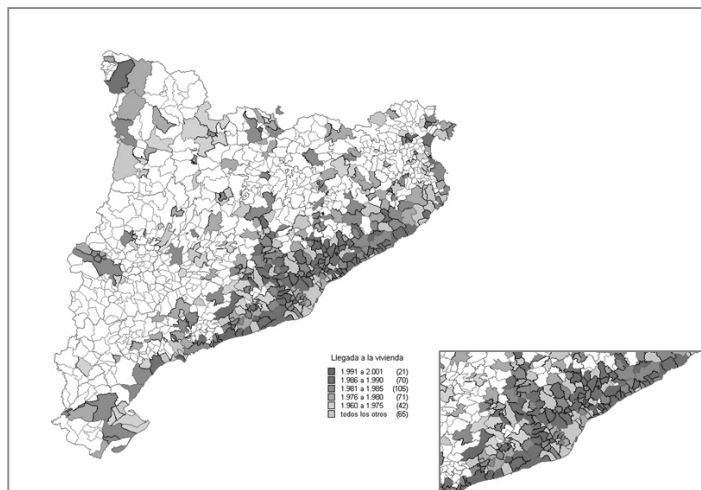 Llegada a la vivienda
1.991 a 2.001 (21)
1.986 a 1.990 (70)
1.981 a 1.985 (105)
1.976 a 1.980 (71)
1.960 a 1.975 (42)
todos los otros (65)